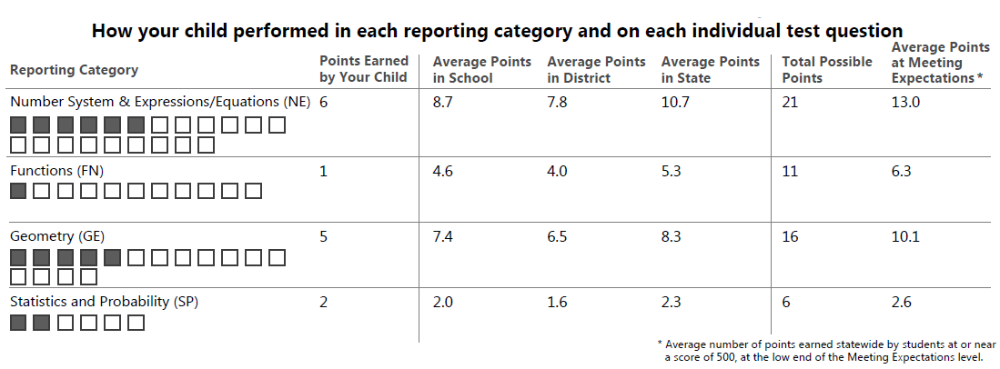 How your child performed in each reporting category and on each individual test question
Reporting Category
Points Earned by Your Child
Average Points in School
Average Points in District
Average Points in State
Total Possible Points
Average Points at Meeting Expectations *
Number System & Expressions/Equations (NE) 6 8.7 7.8 10.7 21 13.0
Functions (FN) 1 4.6 4.0 5.3 11 6.3
Geometry (GE) 5 7.4 6.5 8.3 16 10.1
Statistics and Probability (SP) 2 2.0 1.6 2.3 6 2.6
* Average number of points earned statewide by students at or near
a score of 500, at the low end of the Meeting Expectations level.